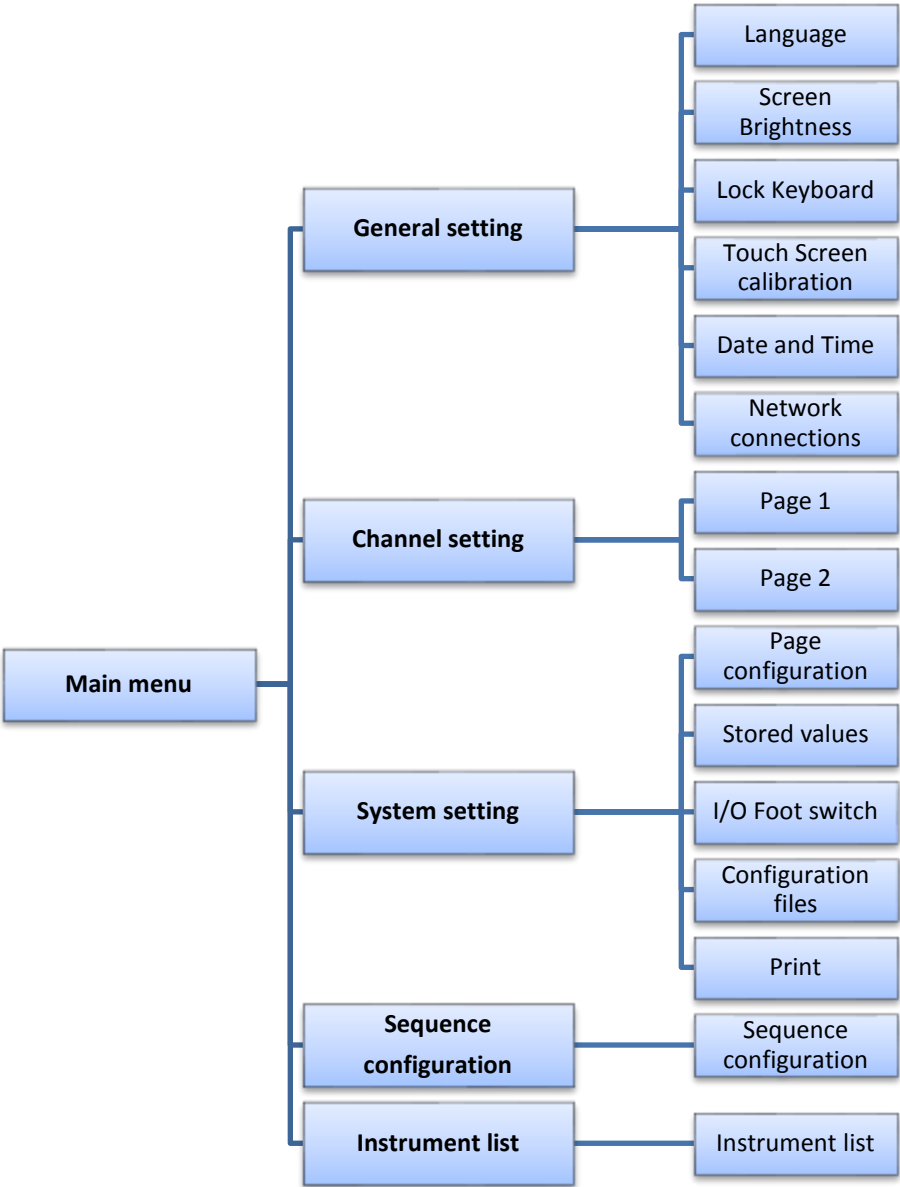 Main menu
General setting
Language
Screen
Brightness
Lock Keyboard
Touch Screen
calibration
Date and Time
Network
connections
Channel setting
Page 1
Page 2
System setting
Page
configuration
Stored values
I/O Foot switch
Configuration
files
Print
Sequence
configuration
Sequence
configuration
Instrument list
Instrument list